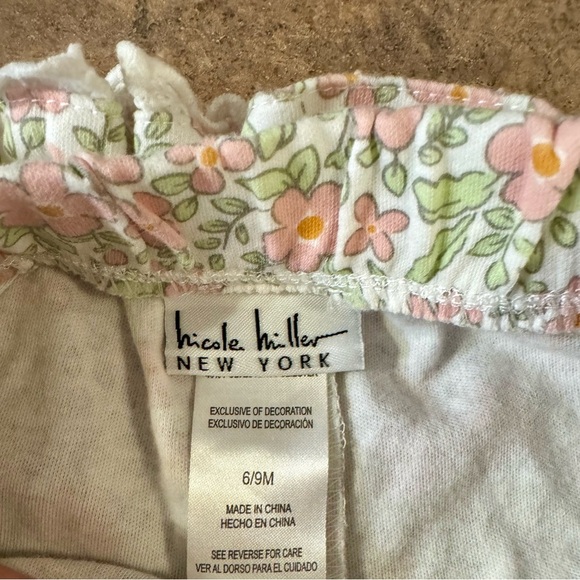 nicole miller
NEW YORK
EXCLUSIVE OF DECORATION
EXCLUSIVO DE DECORACIÓN
6/9M
MADE IN CHINA
HECHO EN CHINA
SEE REVERSE FOR CARE
VER AL DORSO PARA EL CUIDADO